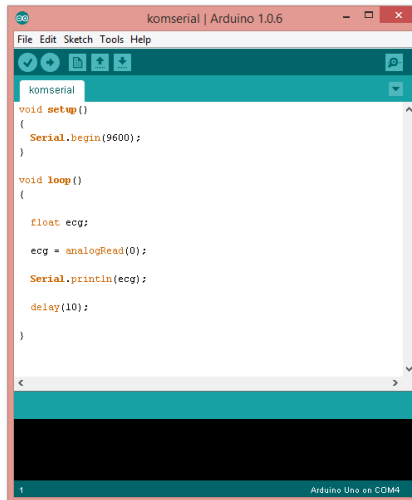 komserial | Arduino 1.0.6
File Edit Sketch Tools Help
komserial
void setup()
{
  Serial.begin(9600);
}
void loop()
{
  float ecg;
  ecg = analogRead(0);
  Serial.println(ecg);
  delay(10);
}
1
Arduino Uno on COM4